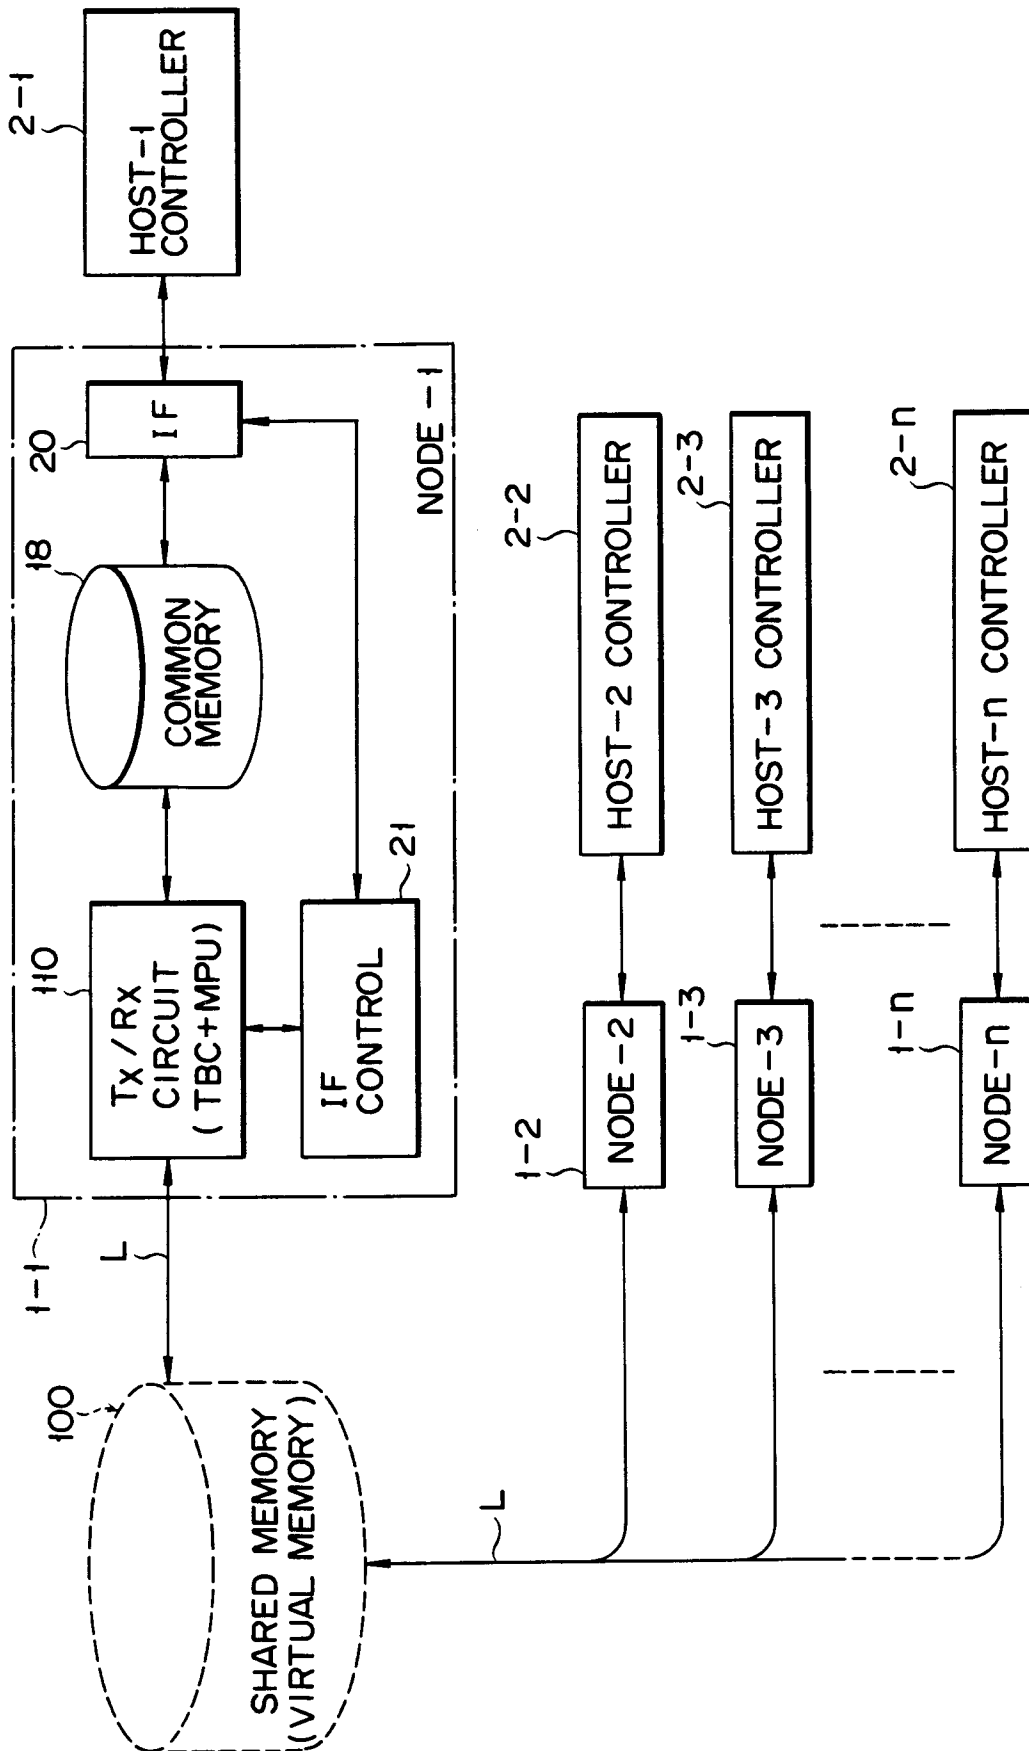 100
SHARED MEMORY
(VIRTUAL MEMORY)
L
L
1-1
110
Tx/Rx
CIRCUIT
(TBC+MPU)
18
COMMON
MEMORY
20
IF
2-1
HOST-1
CONTROLLER
IF
CONTROL
21
NODE-1
1-2
NODE-2
2-2
HOST-2 CONTROLLER
1-3
NODE-3
2-3
HOST-3 CONTROLLER
1-n
NODE-n
2-n
HOST-n CONTROLLER